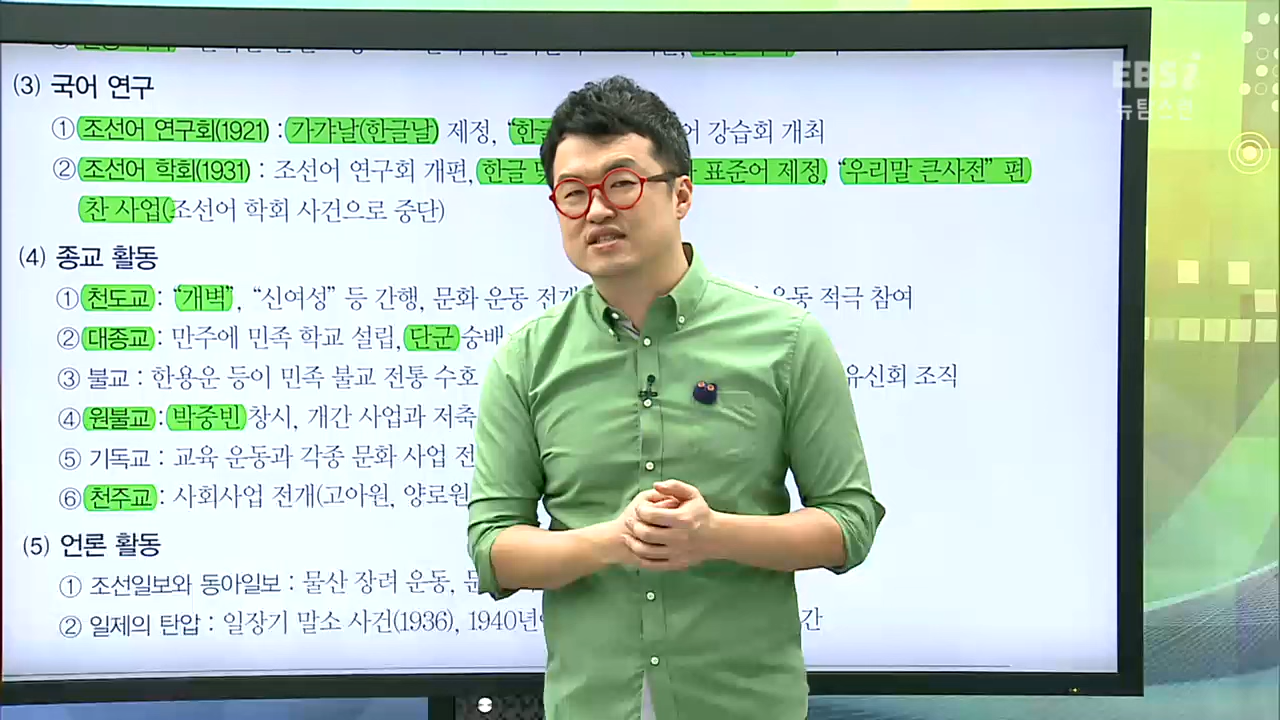 (3) 국어 연구
① 조선어 연구회(1921) : 가갸날(한글날) 제정, “한글 강습회 개최
② 조선어 학회(1931) : 조선어 연구회 개편, 한글 표준어 제정, “우리말 큰사전” 편
찬 사업(조선어 학회 사건으로 중단)
(4) 종교 활동
① 천도교 : “개벽”, “신여성” 등 간행, 문화 운동 전개 운동 적극 참여
② 대종교 : 만주에 민족 학교 설립, 단군 숭배
③ 불교 : 한용운 등이 민족 불교 전통 수호 유신회 조직
④ 원불교 : 박중빈 창시, 개간 사업과 저축
⑤ 기독교 : 교육 운동과 각종 문화 사업 전
⑥ 천주교 : 사회사업 전개(고아원, 양로원
(5) 언론 활동
① 조선일보와 동아일보 : 물산 장려 운동,
② 일제의 탄압 : 일장기 말소 사건(1936), 1940년 간
EBSi
뉴탐스런